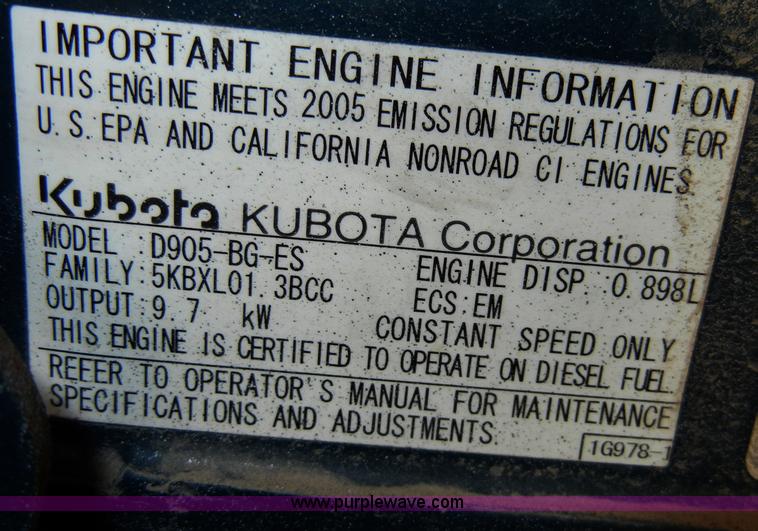 IMPORTANT ENGINE INFORMATION
THIS ENGINE MEETS 2005 EMISSION REGULATIONS FOR
U.S. EPA AND CALIFORNIA NONROAD CI ENGINES
Kubota KUBOTA Corporation
MODEL :D905-BG-ES ENGINE DISP. 0.898L
FAMILY:5KBXL01.3BCC ECS:EM
OUTPUT:9.7 kW CONSTANT SPEED ONLY
THIS ENGINE IS CERTIFIED TO OPERATE ON DIESEL FUEL.
REFER TO OPERATOR'S MANUAL FOR MAINTENANCE
SPECIFICATIONS AND ADJUSTMENTS.
1G978-1
www.purplewave.com